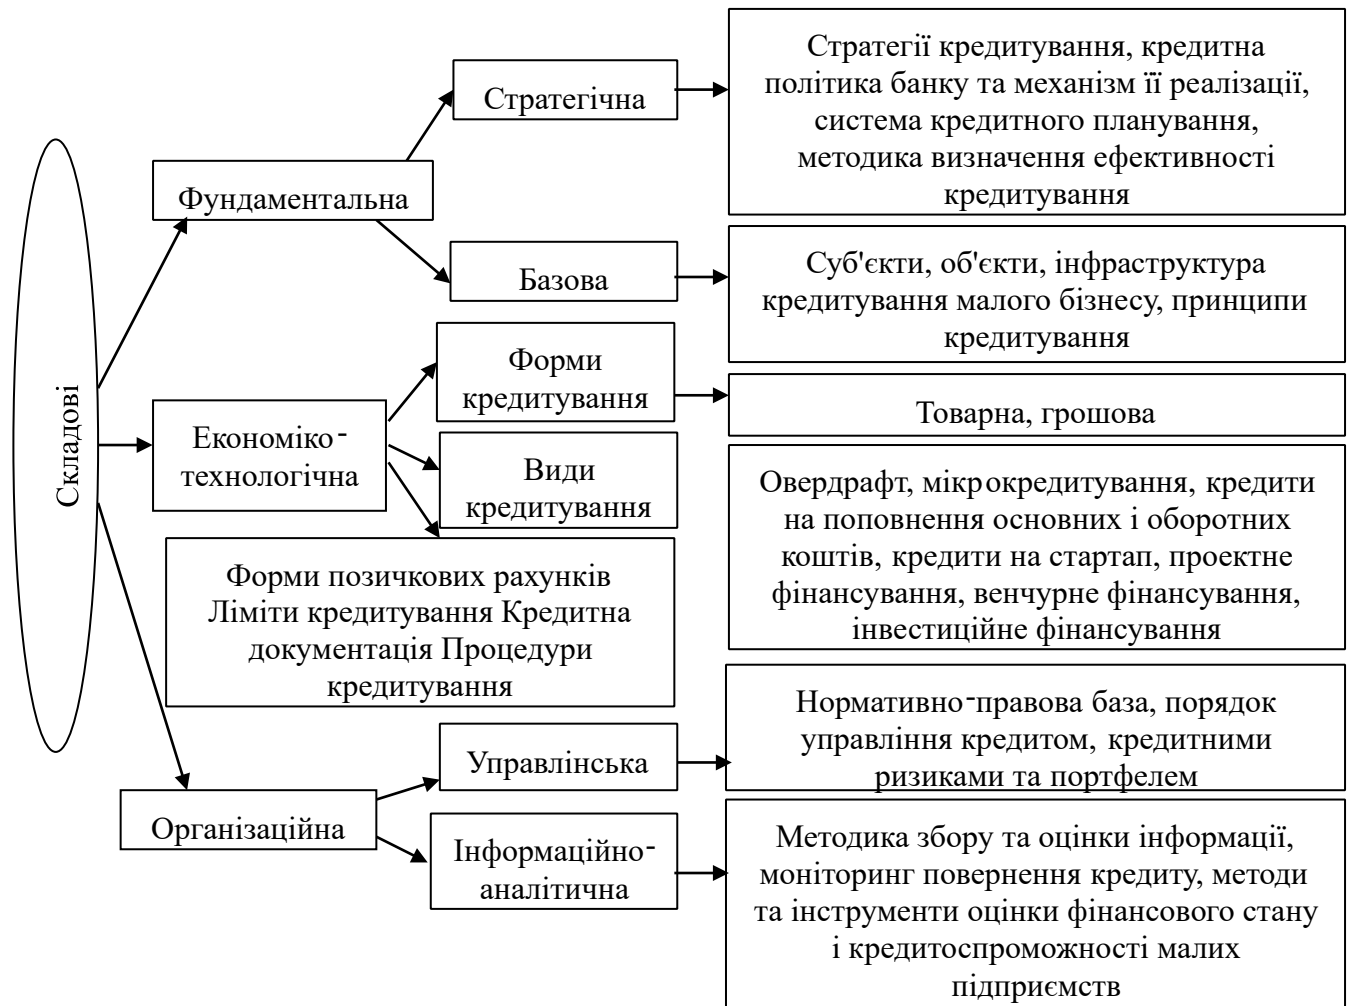 Складові
Фундаментальна
Стратегічна
Стратегії кредитування, кредитна
політика банку та механізм її реалізації,
система кредитного планування,
методика визначення ефективності
кредитування
Базова
Суб'єкти, об'єкти, інфраструктура
кредитування малого бізнесу, принципи
кредитування
Економіко-
технологічна
Форми
кредитування
Товарна, грошова
Види
кредитування
Овердрафт, мікрокредитування, кредити
на поповнення основних і оборотних
коштів, кредити на стартап, проектне
фінансування, венчурне фінансування,
інвестиційне фінансування
Форми позичкових рахунків
Ліміти кредитування Кредитна
документація Процедури
кредитування
Організаційна
Управлінська
Нормативно-правова база, порядок
управління кредитом, кредитними
ризиками та портфелем
Інформаційно-
аналітична
Методика збору та оцінки інформації,
моніторинг повернення кредиту, методи
та інструменти оцінки фінансового стану
і кредитоспроможності малих
підприємств